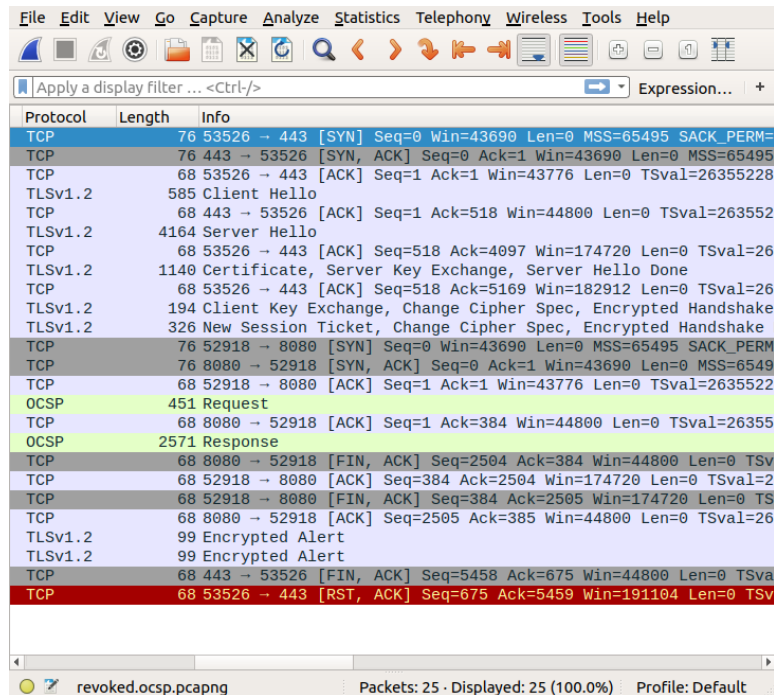 File Edit View Go Capture Analyze Statistics Telephony Wireless Tools Help
Apply a display filter ... <Ctrl-/> Expression... +
Protocol Length Info
TCP 76 53526 → 443 [SYN] Seq=0 Win=43690 Len=0 MSS=65495 SACK_PERM=
TCP 76 443 → 53526 [SYN, ACK] Seq=0 Ack=1 Win=43690 Len=0 MSS=65495
TCP 68 53526 → 443 [ACK] Seq=1 Ack=1 Win=43776 Len=0 TSval=26355228
TLSv1.2 585 Client Hello
TCP 68 443 → 53526 [ACK] Seq=1 Ack=518 Win=44800 Len=0 TSval=263552
TLSv1.2 4164 Server Hello
TCP 68 53526 → 443 [ACK] Seq=518 Ack=4097 Win=174720 Len=0 TSval=26
TLSv1.2 1140 Certificate, Server Key Exchange, Server Hello Done
TCP 68 53526 → 443 [ACK] Seq=518 Ack=5169 Win=182912 Len=0 TSval=26
TLSv1.2 194 Client Key Exchange, Change Cipher Spec, Encrypted Handshake
TLSv1.2 326 New Session Ticket, Change Cipher Spec, Encrypted Handshake
TCP 76 52918 → 8080 [SYN] Seq=0 Win=43690 Len=0 MSS=65495 SACK_PERM
TCP 76 8080 → 52918 [SYN, ACK] Seq=0 Ack=1 Win=43690 Len=0 MSS=6549
TCP 68 52918 → 8080 [ACK] Seq=1 Ack=1 Win=43776 Len=0 TSval=2635522
OCSP 451 Request
TCP 68 8080 → 52918 [ACK] Seq=1 Ack=384 Win=44800 Len=0 TSval=26355
OCSP 2571 Response
TCP 68 8080 → 52918 [FIN, ACK] Seq=2504 Ack=384 Win=44800 Len=0 TSv
TCP 68 52918 → 8080 [ACK] Seq=384 Ack=2504 Win=174720 Len=0 TSval=2
TCP 68 52918 → 8080 [FIN, ACK] Seq=384 Ack=2505 Win=174720 Len=0 TS
TCP 68 8080 → 52918 [ACK] Seq=2505 Ack=385 Win=44800 Len=0 TSval=26
TLSv1.2 99 Encrypted Alert
TLSv1.2 99 Encrypted Alert
TCP 68 443 → 53526 [FIN, ACK] Seq=5458 Ack=675 Win=44800 Len=0 TSva
TCP 68 53526 → 443 [RST, ACK] Seq=675 Ack=5459 Win=191104 Len=0 TSv
revoked.ocsp.pcapng Packets: 25 · Displayed: 25 (100.0%) Profile: Default